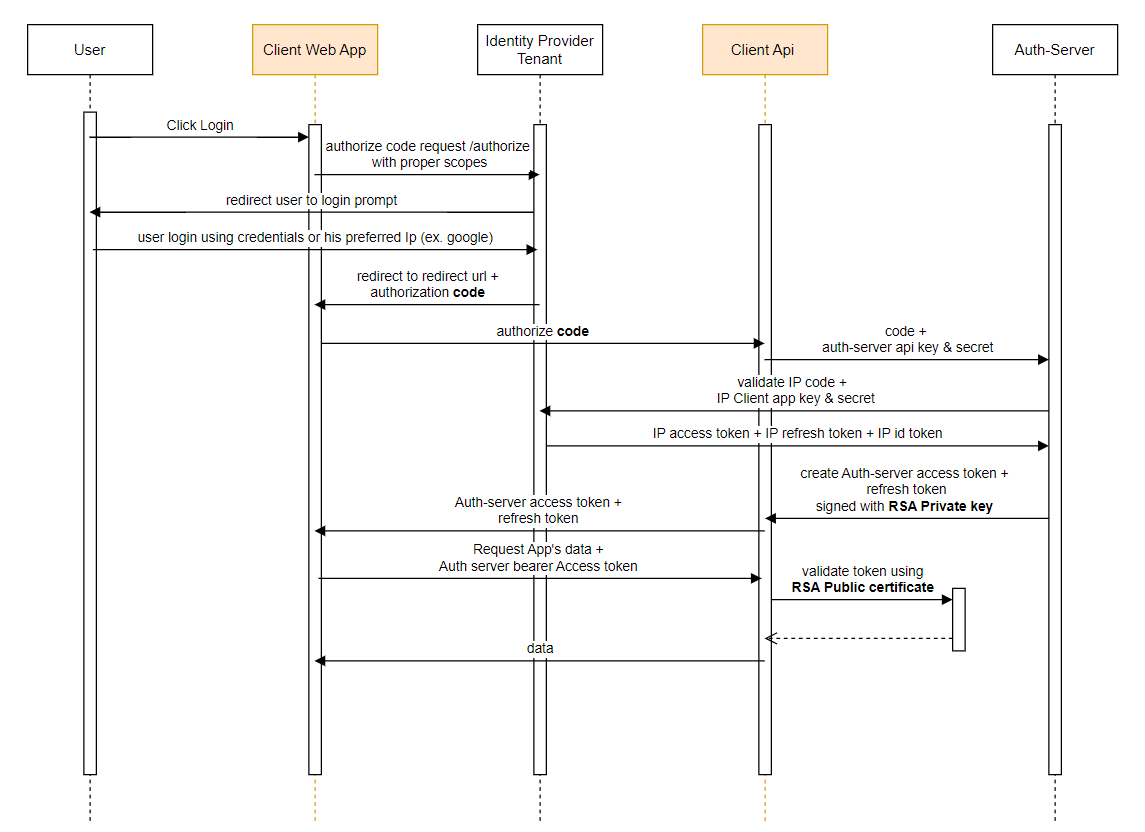 User
Client Web App
Identity Provider
Tenant
Client Api
Auth-Server
Click Login
authorize code request /authorize
with proper scopes
redirect user to login prompt
user login using credentials or his preferred Ip (ex. google)
redirect to redirect url +
authorization code
authorize code
code +
auth-server api key & secret
validate IP code +
IP Client app key & secret
IP access token + IP refresh token + IP id token
create Auth-server access token +
refresh token
signed with RSA Private key
Auth-server access token +
refresh token
Request App's data +
Auth server bearer Access token
validate token using
RSA Public certificate
data